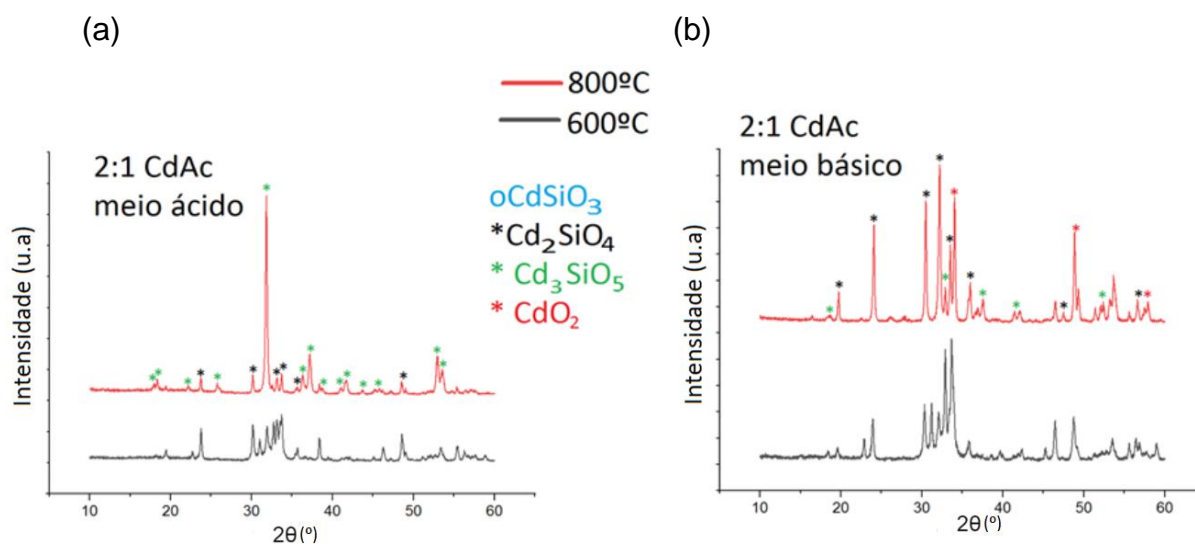 (a)
(b)
800ºC
600ºC
2:1 CdAc
meio ácido
oCdSiO₃
*Cd₂SiO₄
* Cd₃SiO₅
* CdO₂
Intensidade (u.a)
10 20 30 40 50 60
2θ(º)
2:1 CdAc
meio básico
Intensidade (u.a)
10 20 30 40 50 60
2θ(º)